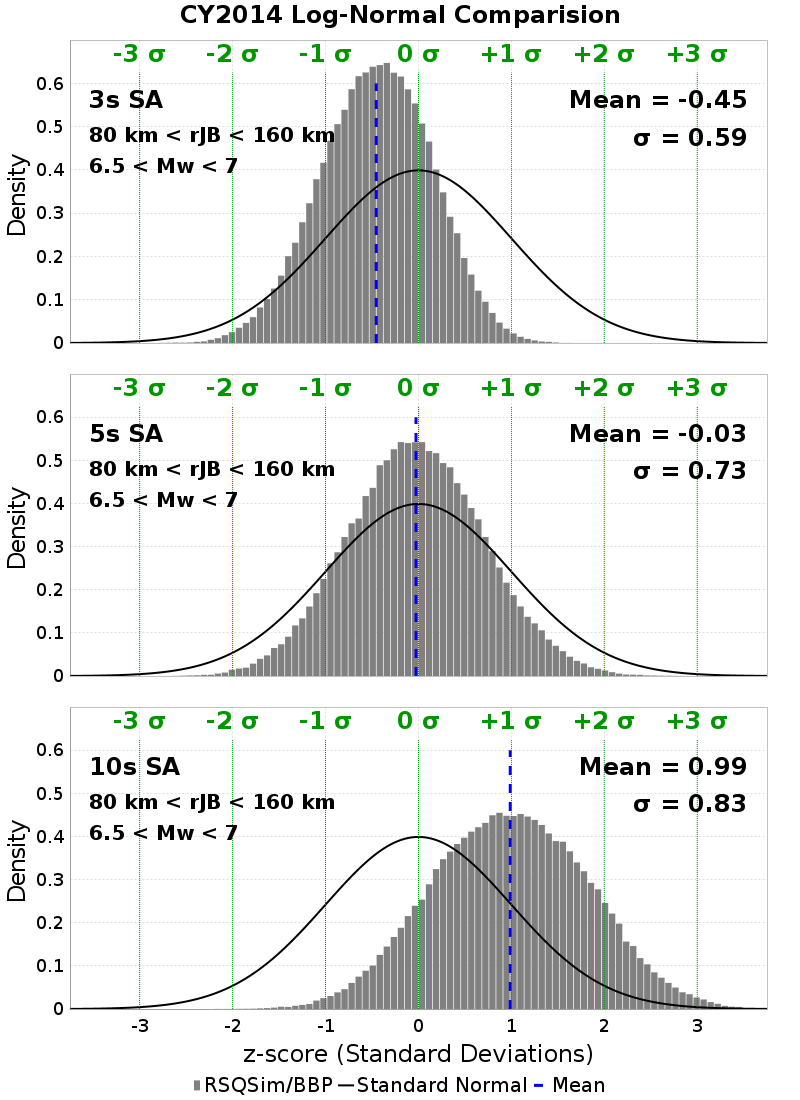 CY2014 Log-Normal Comparision
-3 σ -2 σ -1 σ 0 σ +1 σ +2 σ +3 σ
3s SA
Mean = -0.45
80 km < rJB < 160 km
σ = 0.59
6.5 < Mw < 7
Density
0.6
0.5
0.4
0.3
0.2
0.1
0
-3 σ -2 σ -1 σ 0 σ +1 σ +2 σ +3 σ
5s SA
Mean = -0.03
80 km < rJB < 160 km
σ = 0.73
6.5 < Mw < 7
Density
0.6
0.5
0.4
0.3
0.2
0.1
0
-3 σ -2 σ -1 σ 0 σ +1 σ +2 σ +3 σ
10s SA
Mean = 0.99
80 km < rJB < 160 km
σ = 0.83
6.5 < Mw < 7
Density
0.6
0.5
0.4
0.3
0.2
0.1
0
-3 -2 -1 0 1 2 3
z-score (Standard Deviations)
RSQSim/BBP Standard Normal Mean